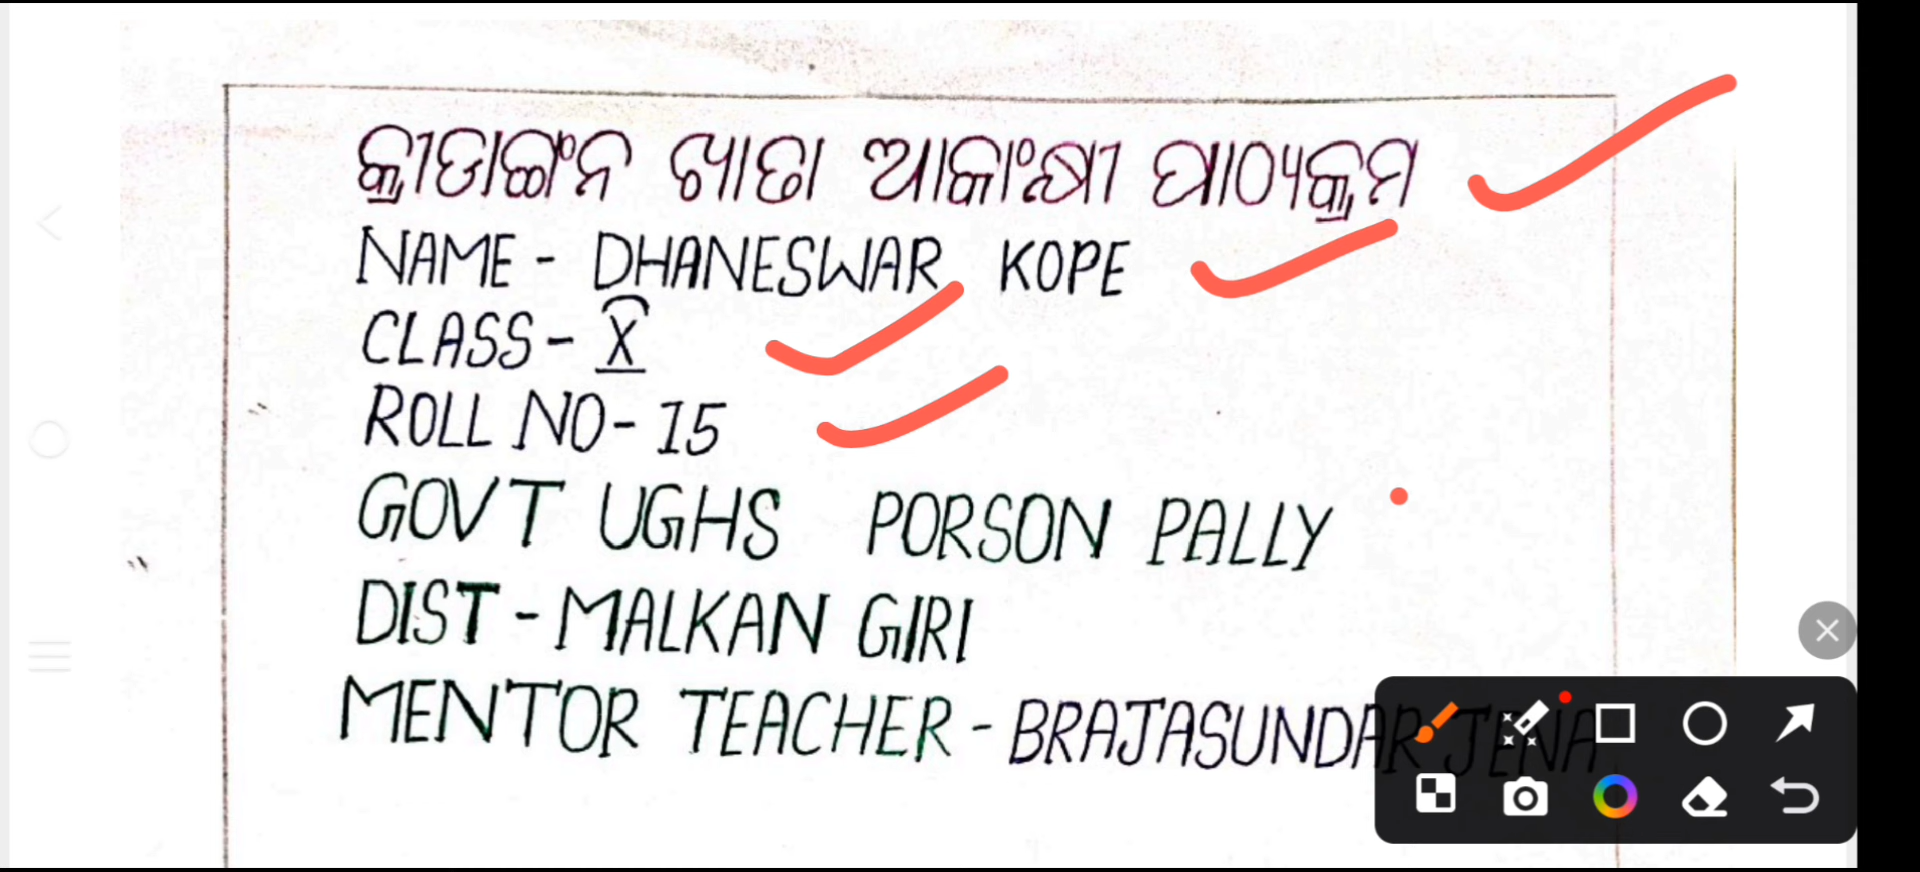 କ୍ରୀଡାଙ୍ଗଂନ ଖାଡା ଆକାଂକ୍ଷୀ ପାଠ୍ୟକ୍ରମ
NAME - DHANESWAR KOPE
CLASS - X
ROLL NO - 15
GOVT UGHS PORSON PALLY
DIST - MALKAN GIRI
MENTOR TEACHER - BRAJASUNDAR JENA